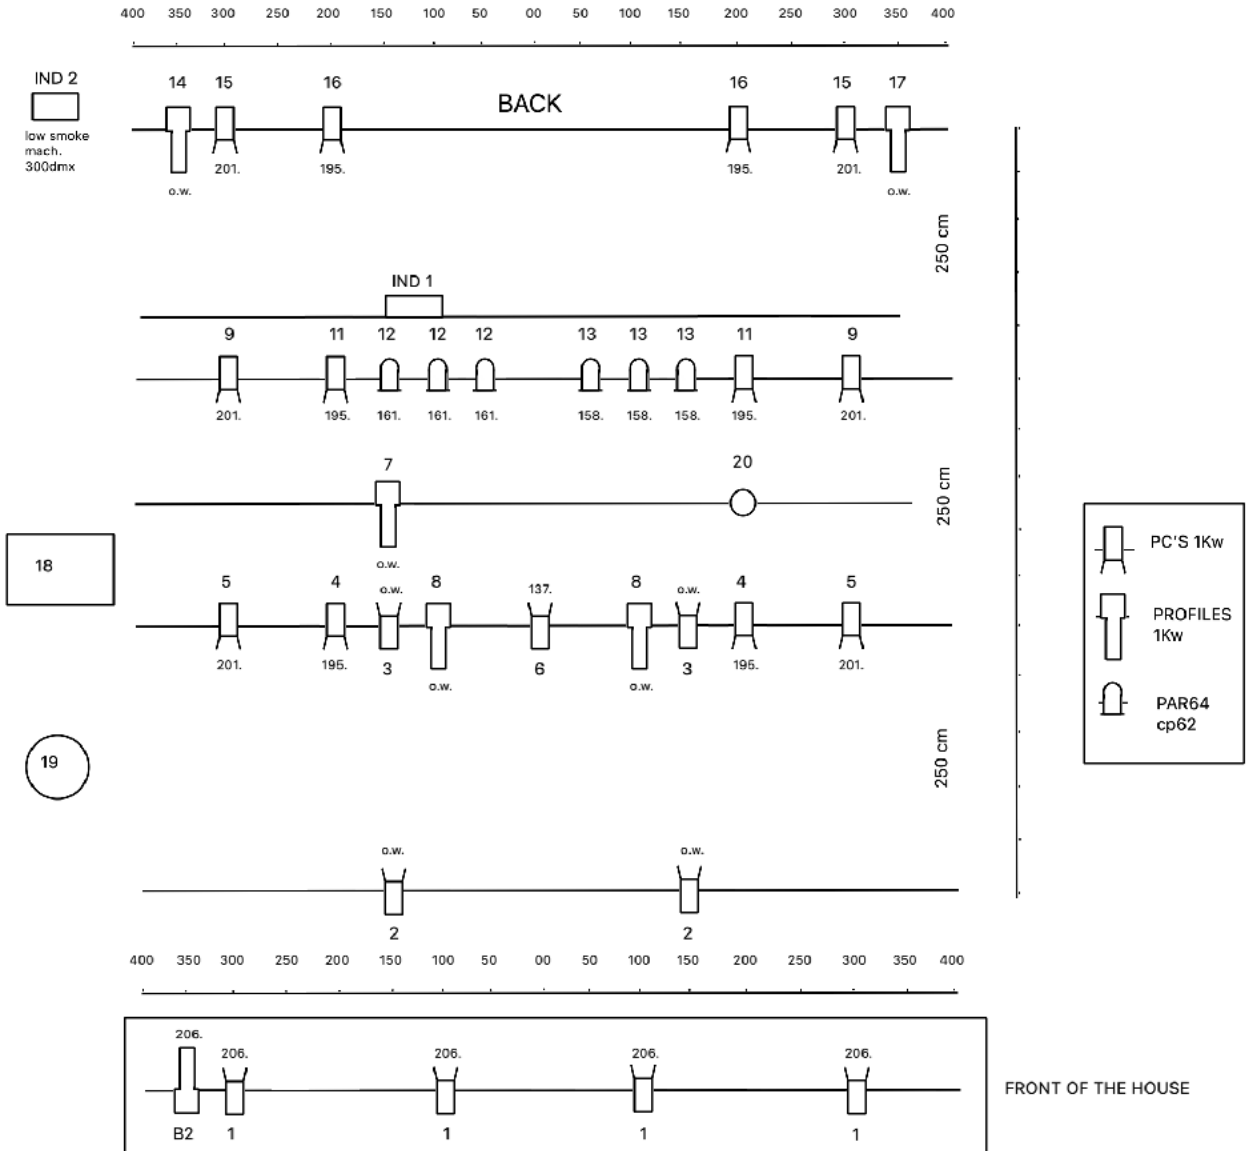 400 350 300 250 200 150 100 50 00 50 100 150 200 250 300 350 400
IND 2
low smoke
mach.
300dmx
14 15 16 BACK 16 15 17
201. 195. 195. 201.
o.w. o.w.
250 cm
IND 1
9 11 12 12 12 13 13 13 11 9
201. 195. 161. 161. 161. 158. 158. 158. 195. 201.
7 20
250 cm
o.w.
18
5 4 o.w. 8 137. 8 o.w. 4 5
201. 195. 3 6 3 195. 201.
o.w. o.w.
PC'S 1Kw
PROFILES
1Kw
PAR64
cp62
19
250 cm
o.w. o.w.
2 2
400 350 300 250 200 150 100 50 00 50 100 150 200 250 300 350 400
206.
206. 206. 206. 206.
FRONT OF THE HOUSE
B2 1 1 1 1